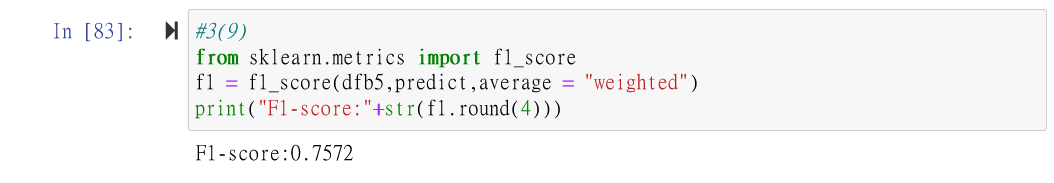 In [83]:
#3(9)
from sklearn.metrics import f1_score
f1 = f1_score(dfb5,predict,average = "weighted")
print("F1-score:"+str(f1.round(4)))
F1-score:0.7572